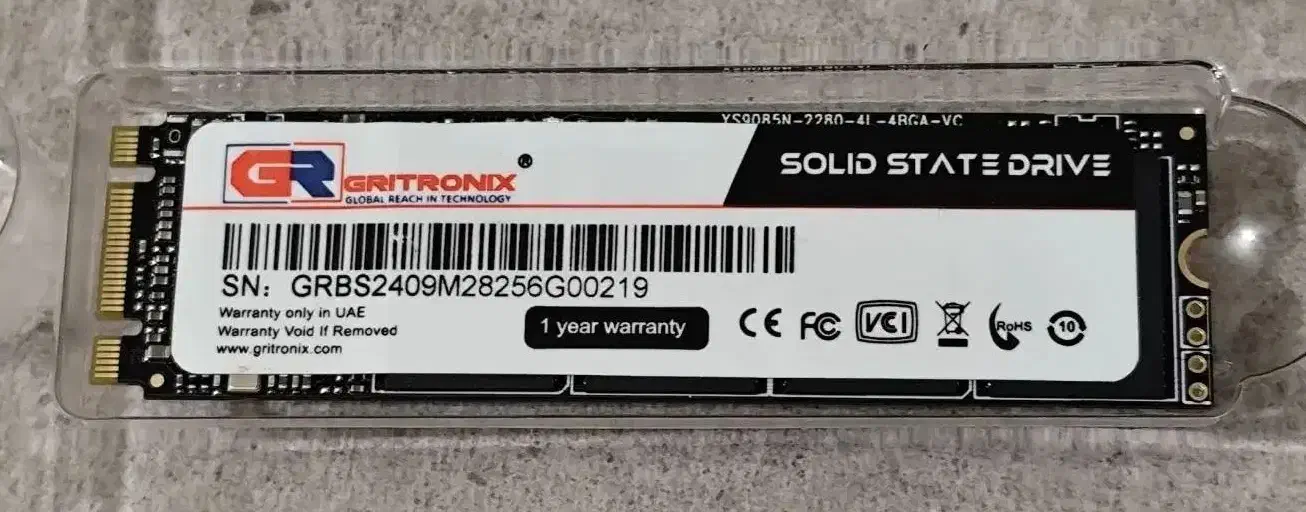 YS9085N-2280-4L-4BGA-VC
GR GRITRONIX ®
GLOBAL REACH IN TECHNOLOGY
SOLID STATE DRIVE
SN: GRBS2409M28256G00219
Warranty only in UAE
Warranty Void If Removed
www.gritronix.com
1 year warranty
CE FC VCI RoHS 10